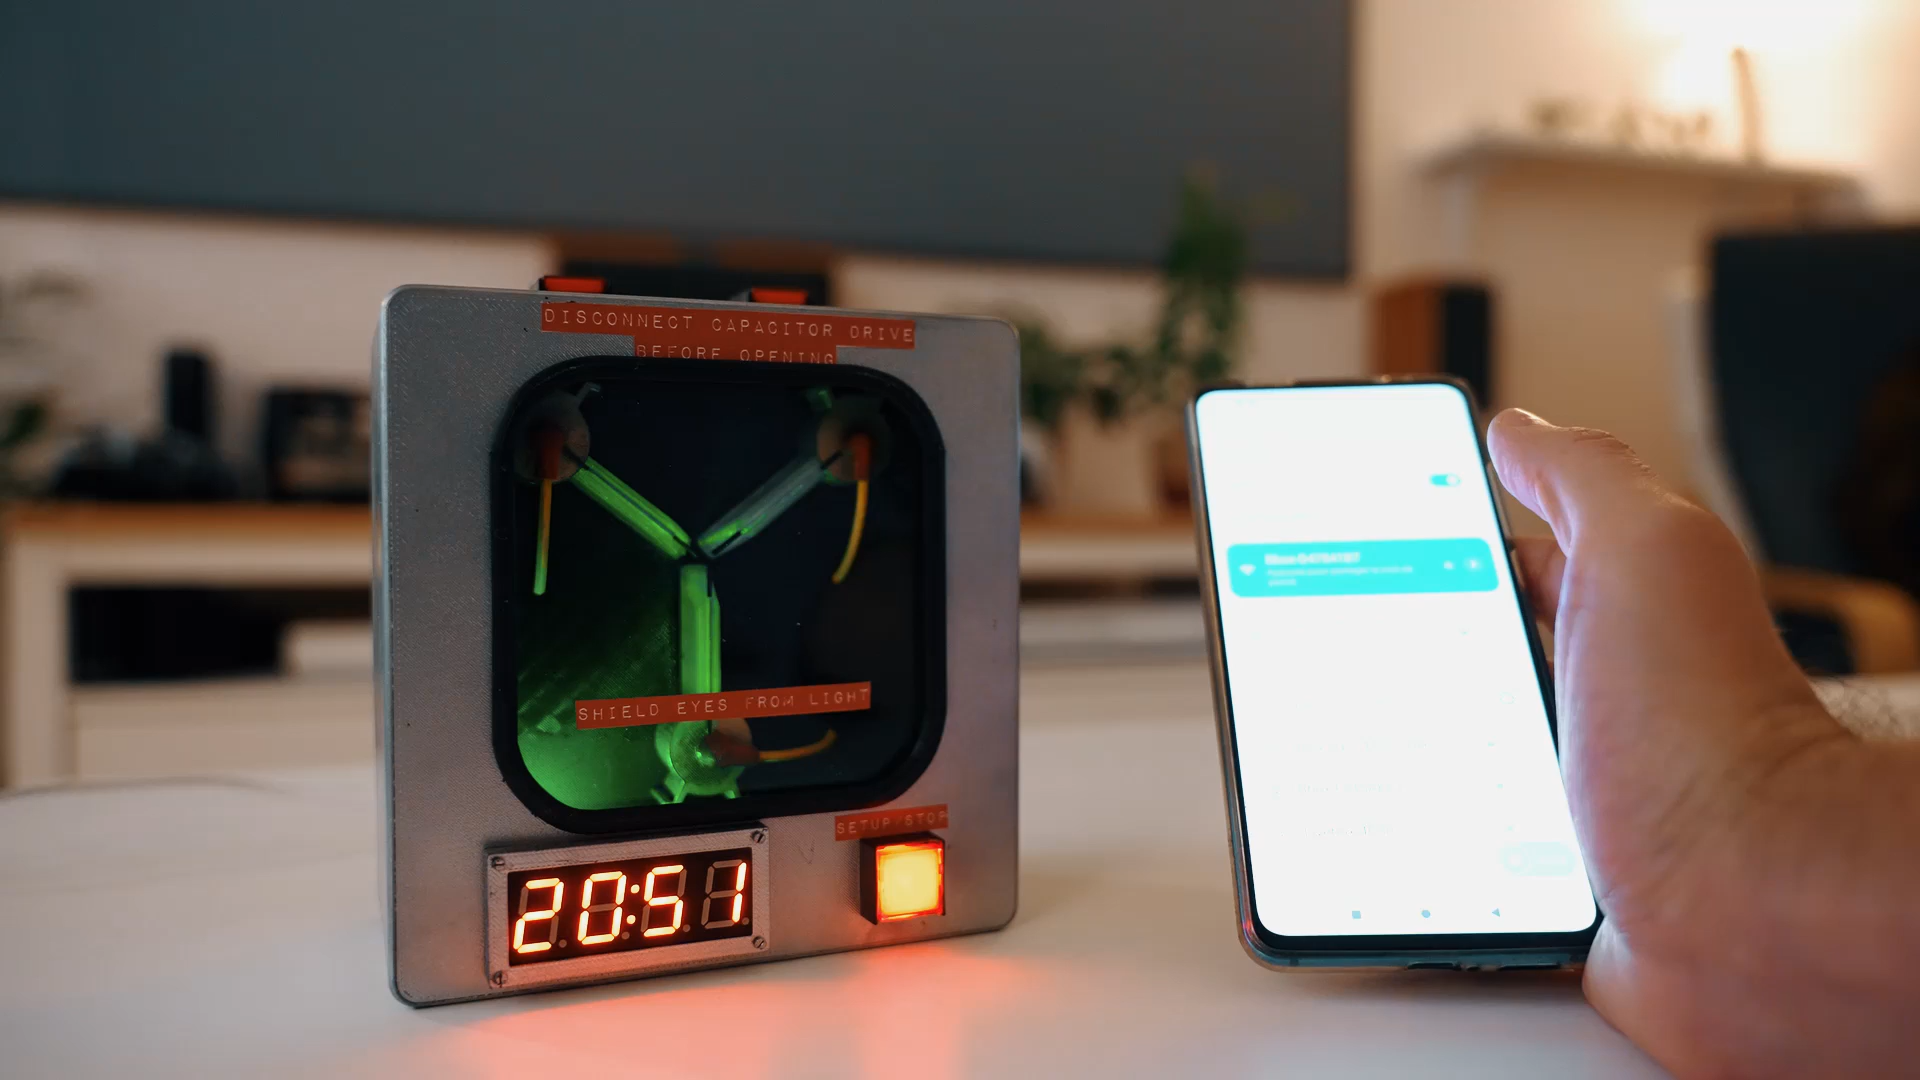 DISCONNECT CAPACITOR DRIVE
BEFORE OPENING
SHIELD EYES FROM LIGHT
SETUP/STOP
20:51